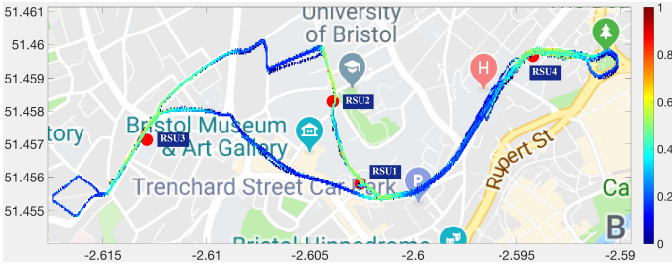 51.461
51.46
51.459
51.458
51.457
51.456
51.455
-2.615
-2.61
-2.605
-2.6
-2.595
-2.59
1
0.8
0.6
0.4
0.2
0
University
of Bristol
H
RSU4
RSU2
Bristol Museum
& Art Gallery
RSU3
tory
RSU1
Trenchard Street Car Park
P
Rupert St
Ca
B
Bristol Hippodrome